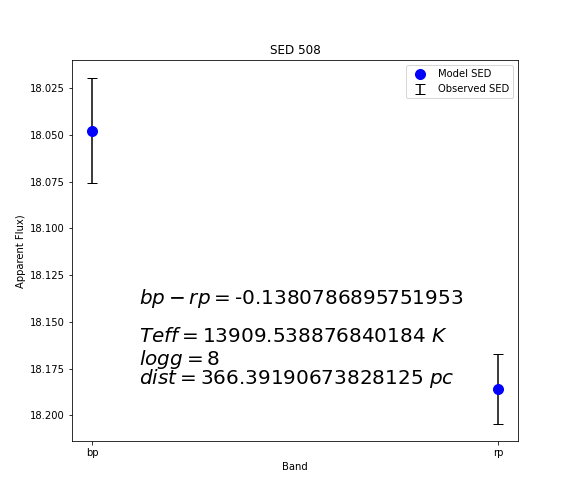 SED 508
Model SED
Observed SED
18.025
18.050
18.075
18.100
18.125
18.150
18.175
18.200
Apparent Flux)
bp − rp = -0.1380786895751953
Teff = 13909.538876840184 K
logg = 8
dist = 366.39190673828125 pc
bp
rp
Band